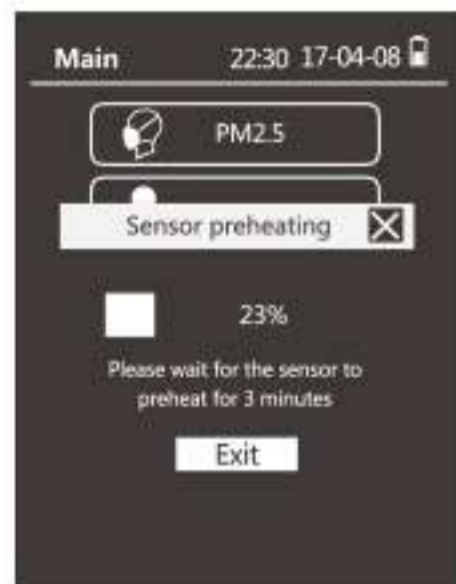 Main 22:30 17-04-08
PM2.5
Sensor preheating
23%
Please wait for the sensor to
preheat for 3 minutes
Exit